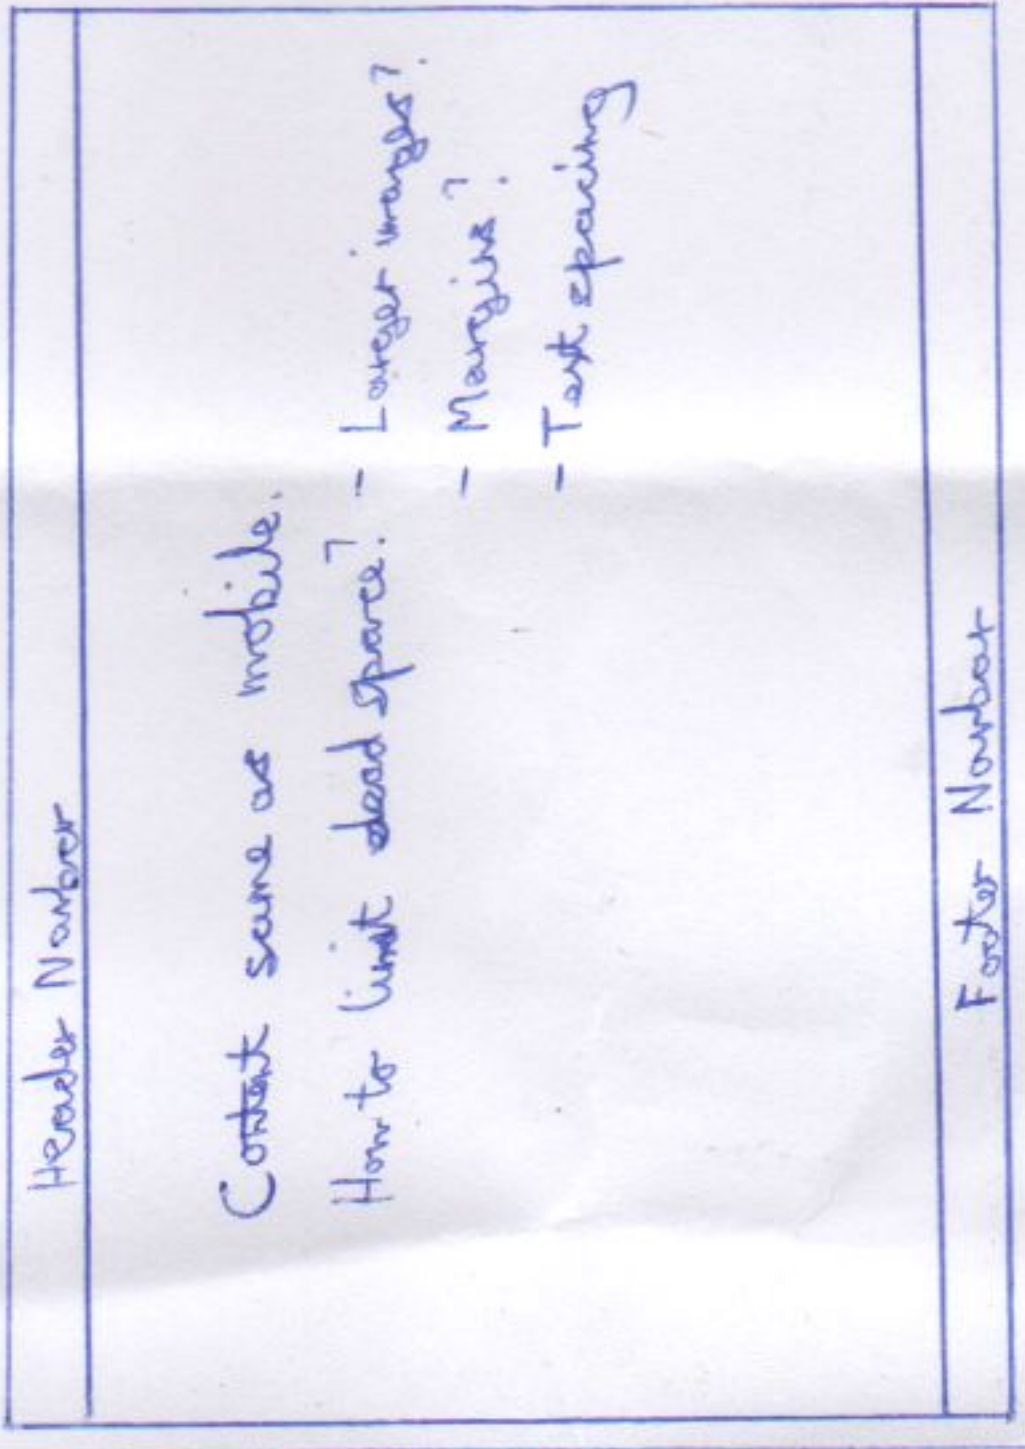 Header Navbar
Content same as mobile.
How to limit dead space? - Larger images?
- Margins?
- Text spacing
Footer Navbar